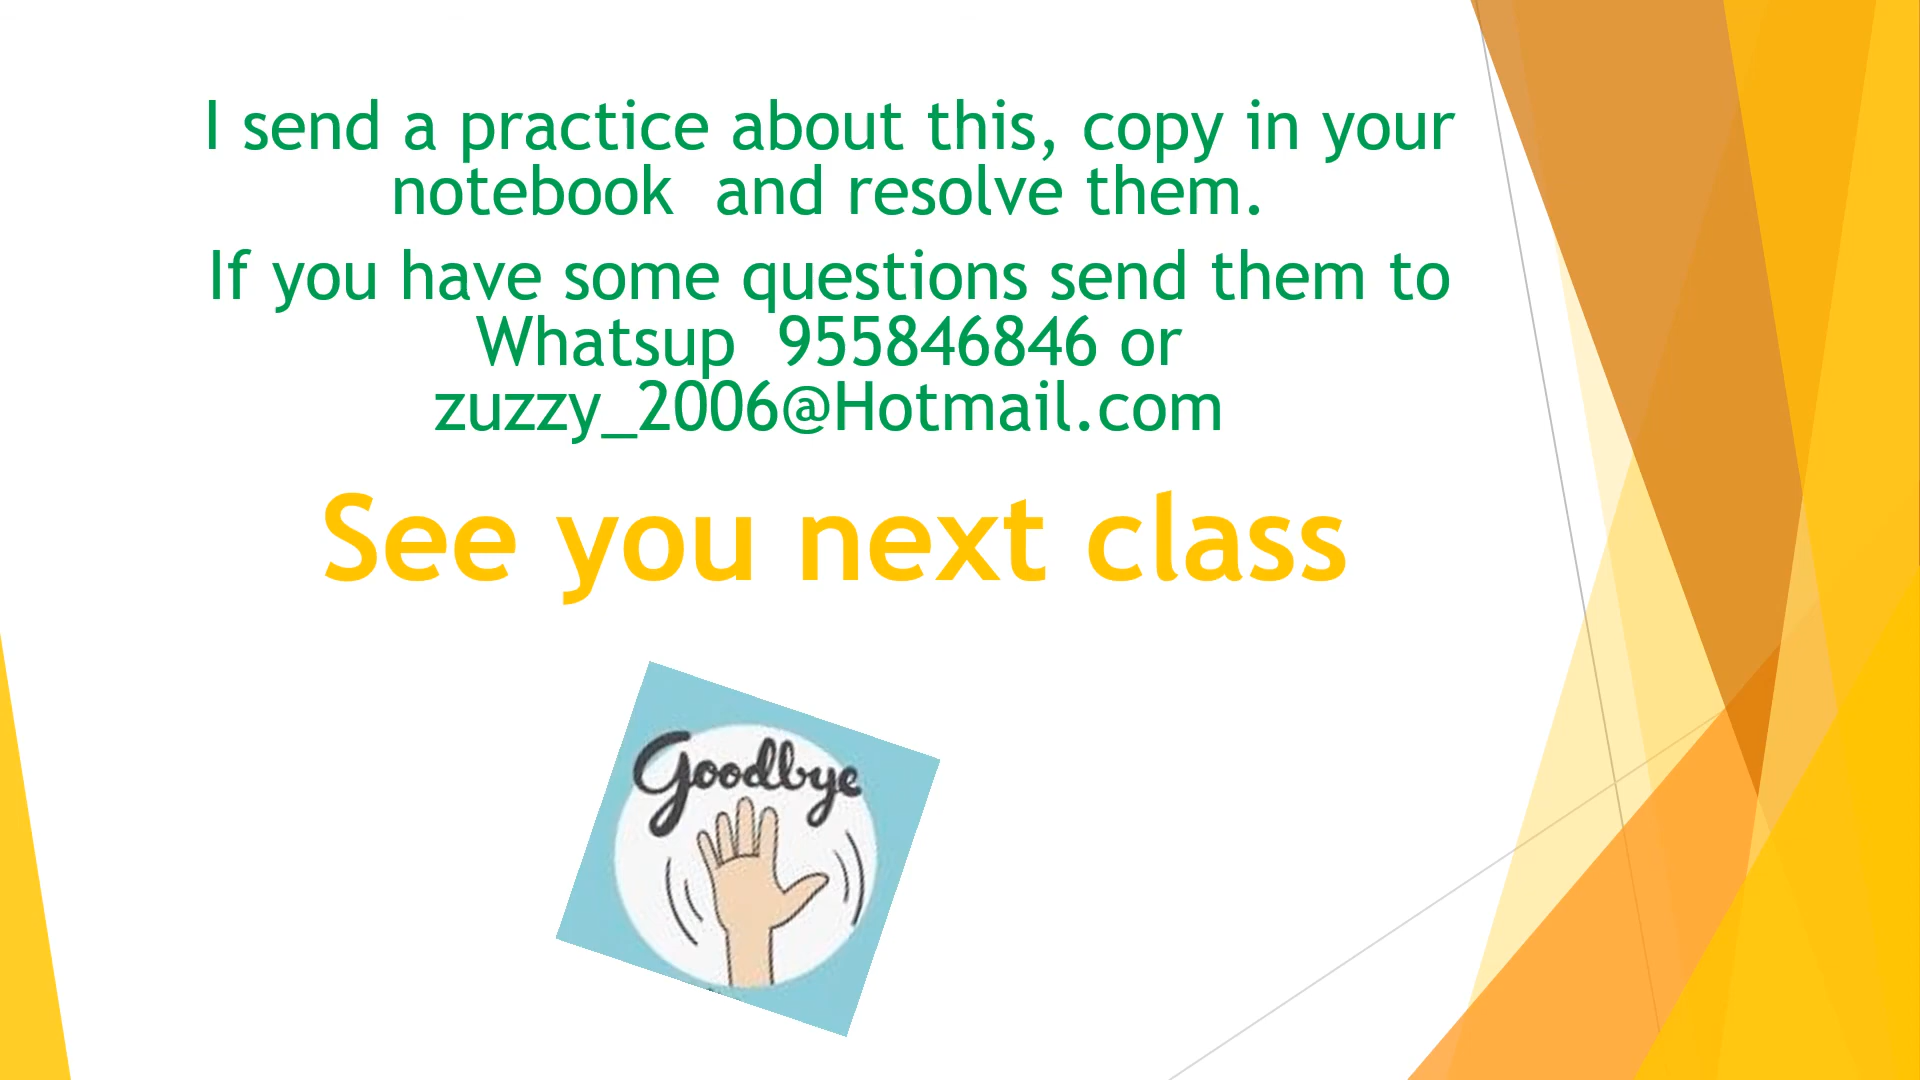 I send a practice about this, copy in your
notebook  and resolve them.
If you have some questions send them to
Whatsup  955846846 or
zuzzy_2006@Hotmail.com
See you next class
Goodbye